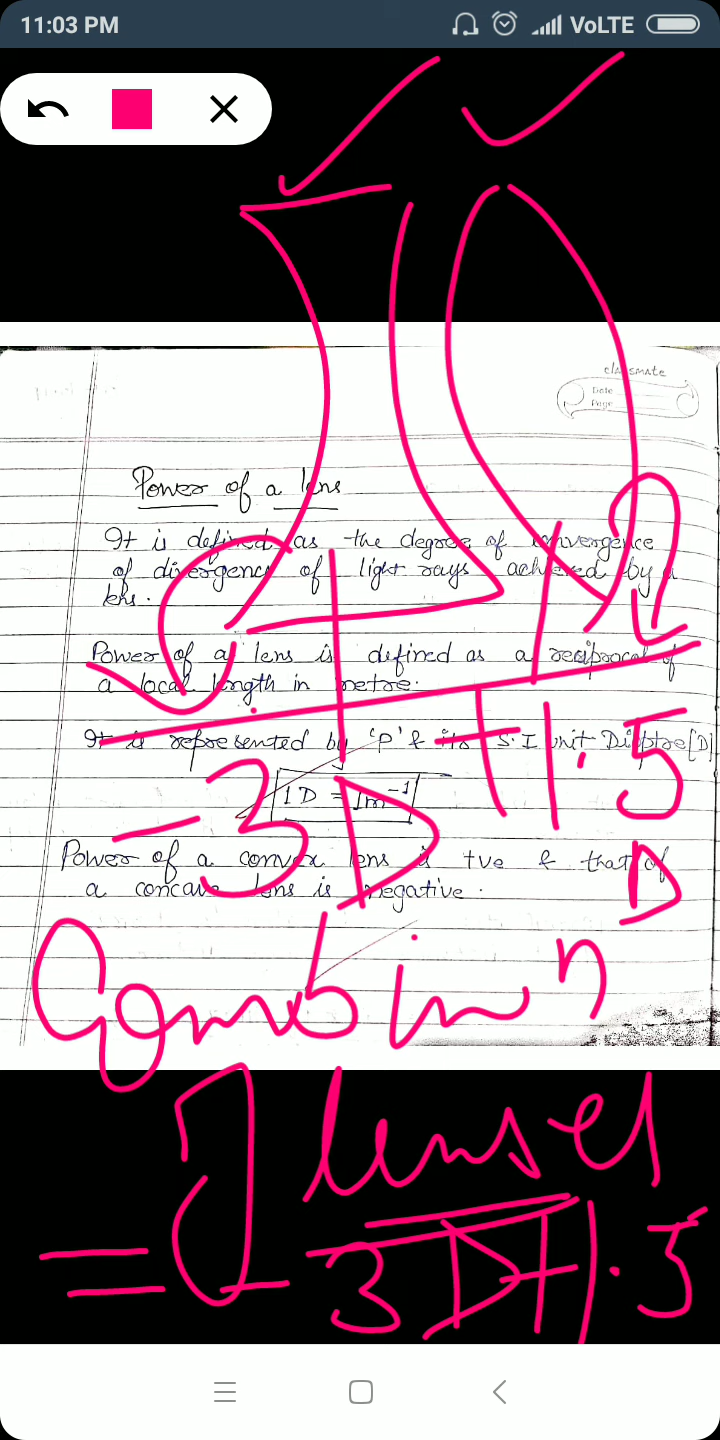 11:03 PM VoLTE
classmate
Date
Page
Power of a lens
It is defined as the degree of convergence
of divergence of light rays achieved by a
lens.
Power of a lens is defined as a reciprocal of
a local length in metre.
It is represented by 'P' & its S.I unit Dioptre[D]
1D = 1m⁻¹
Power of a convex lens is +ve & that of
a concave lens is negative.
-3D +1.5
D
Combin n
lenses
= - 3D+1.5